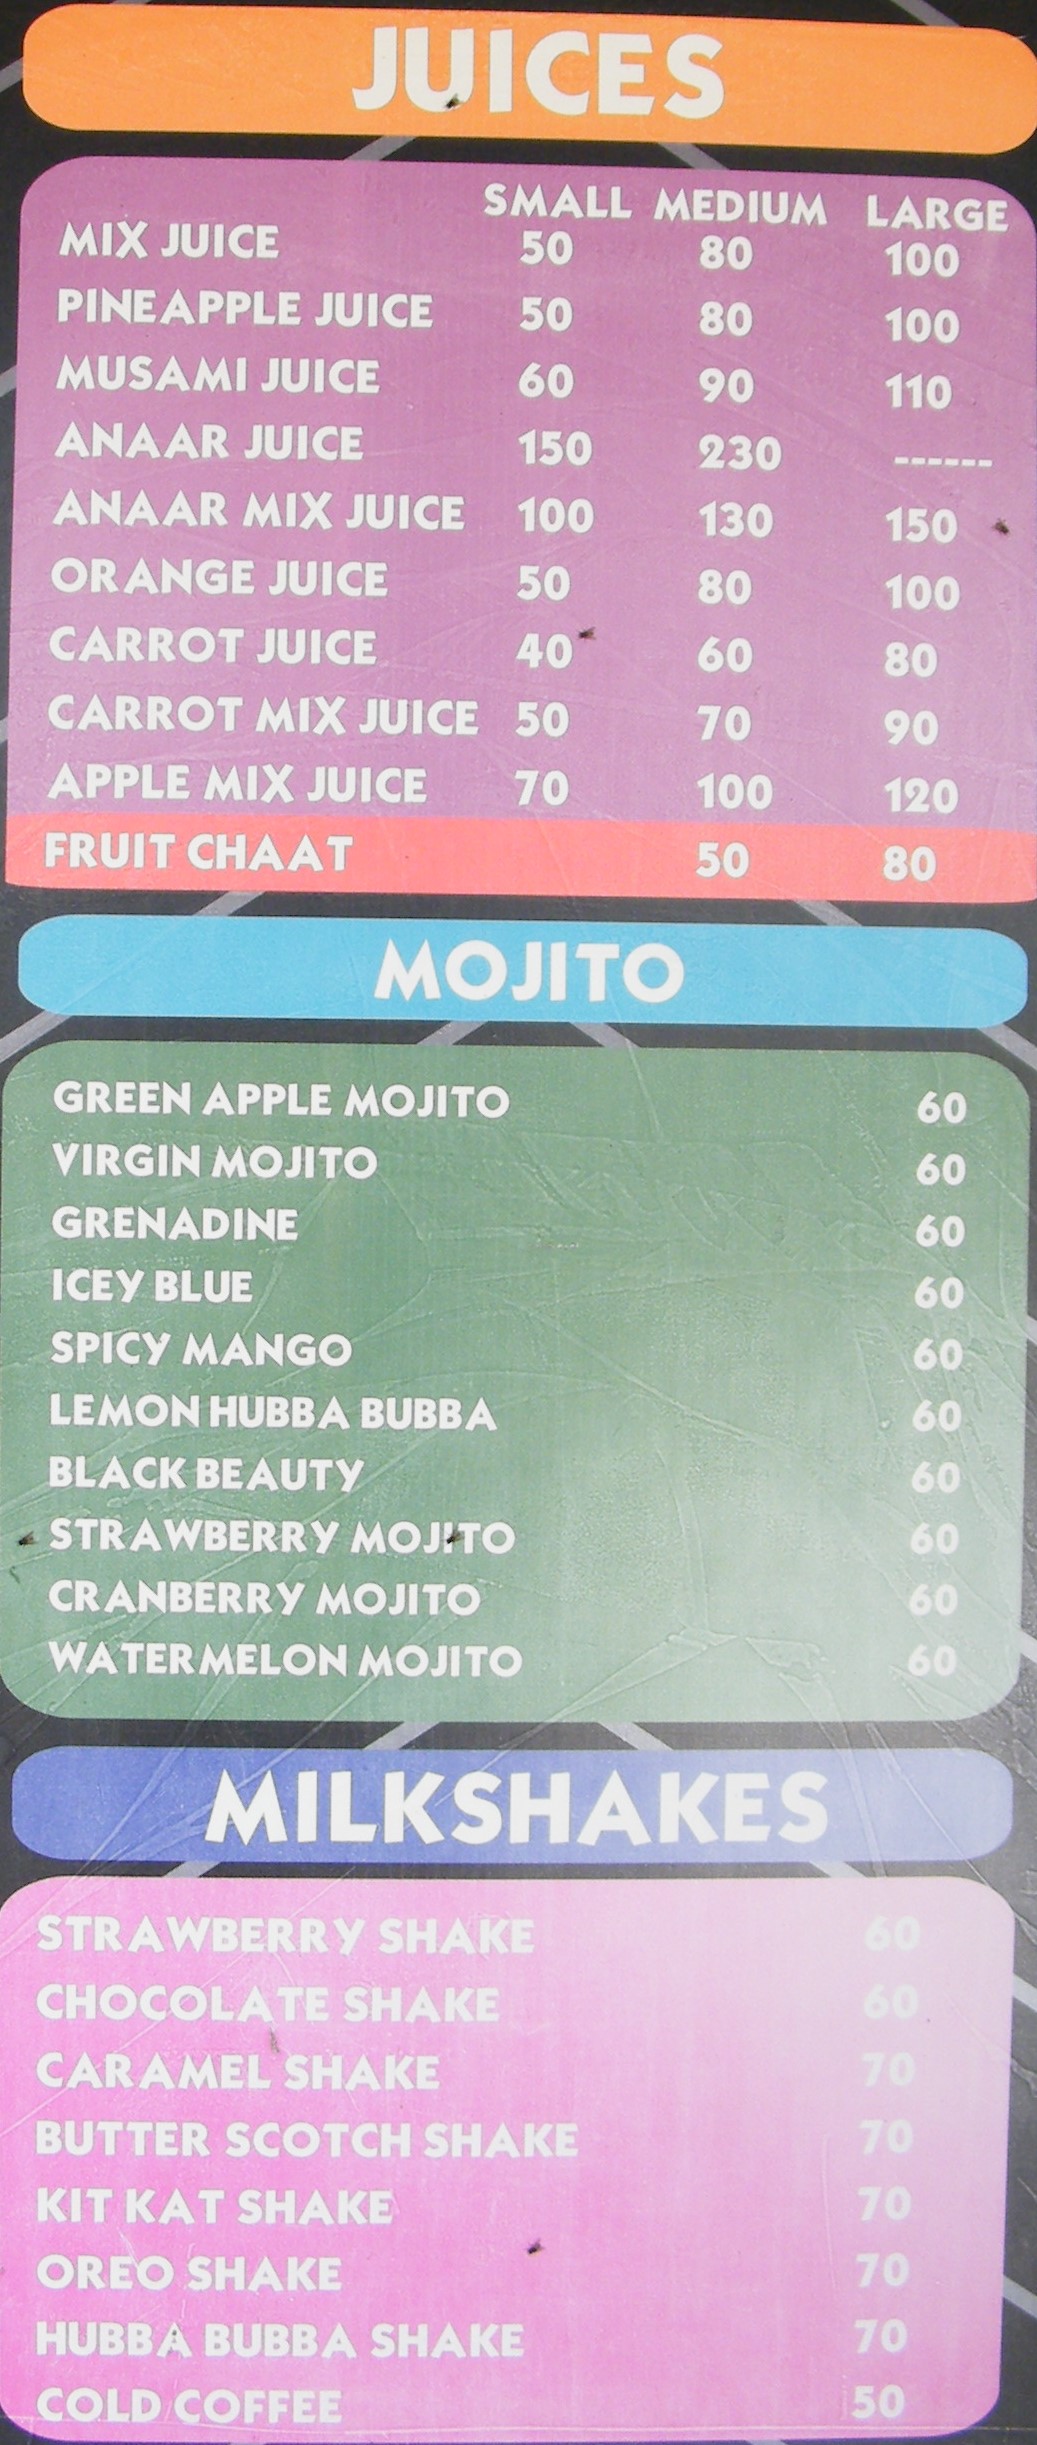 JUICES
SMALL MEDIUM LARGE
MIX JUICE 50 80 100
PINEAPPLE JUICE 50 80 100
MUSAMI JUICE 60 90 110
ANAAR JUICE 150 230 ------
ANAAR MIX JUICE 100 130 150
ORANGE JUICE 50 80 100
CARROT JUICE 40 60 80
CARROT MIX JUICE 50 70 90
APPLE MIX JUICE 70 100 120
FRUIT CHAAT 50 80
MOJITO
GREEN APPLE MOJITO 60
VIRGIN MOJITO 60
GRENADINE 60
ICEY BLUE 60
SPICY MANGO 60
LEMON HUBBA BUBBA 60
BLACK BEAUTY 60
STRAWBERRY MOJITO 60
CRANBERRY MOJITO 60
WATERMELON MOJITO 60
MILKSHAKES
STRAWBERRY SHAKE 60
CHOCOLATE SHAKE 60
CARAMEL SHAKE 70
BUTTER SCOTCH SHAKE 70
KIT KAT SHAKE 70
OREO SHAKE 70
HUBBA BUBBA SHAKE 70
COLD COFFEE 50